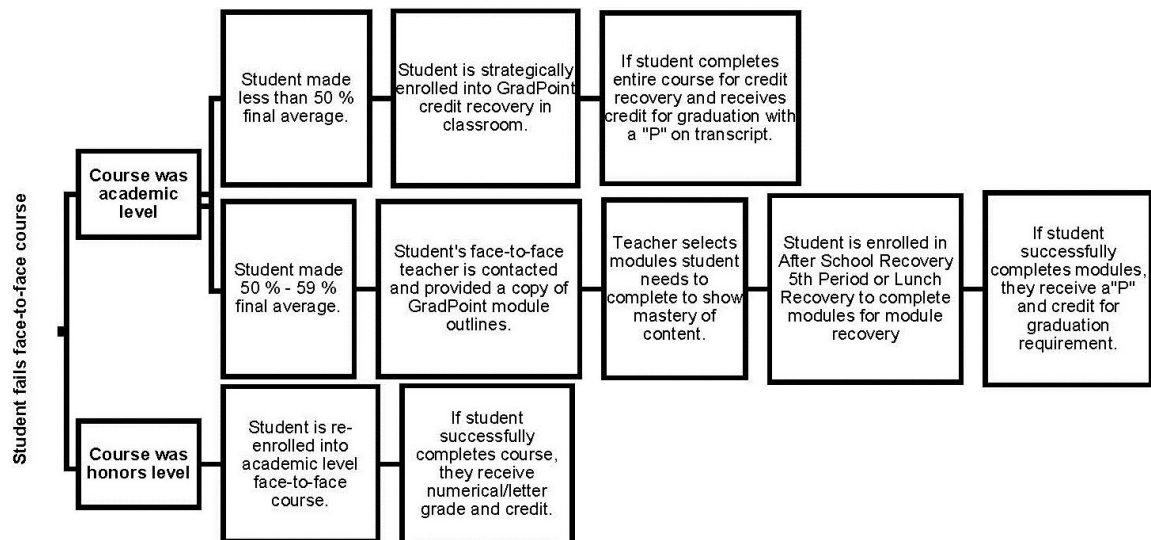 Student fails face-to-face course
Course was
academic
level
Student made
less than 50 %
final average.
Student is strategically
enrolled into GradPoint
credit recovery in
classroom.
If student completes
entire course for credit
recovery and receives
credit for graduation with
a "P" on transcript.
Student made
50 % - 59 %
final average.
Student's face-to-face
teacher is contacted
and provided a copy of
GradPoint module
outlines.
Teacher selects
modules student
needs to
complete to show
mastery of
content.
Student is enrolled in
After School Recovery
5th Period or Lunch
Recovery to complete
modules for module
recovery
If student
successfully
completes modules,
they receive a"P"
and credit for
graduation
requirement.
Course was
honors level
Student is re-
enrolled into
academic level
face-to-face
course.
If student
successfully
completes course,
they receive
numerical/letter
grade and credit.